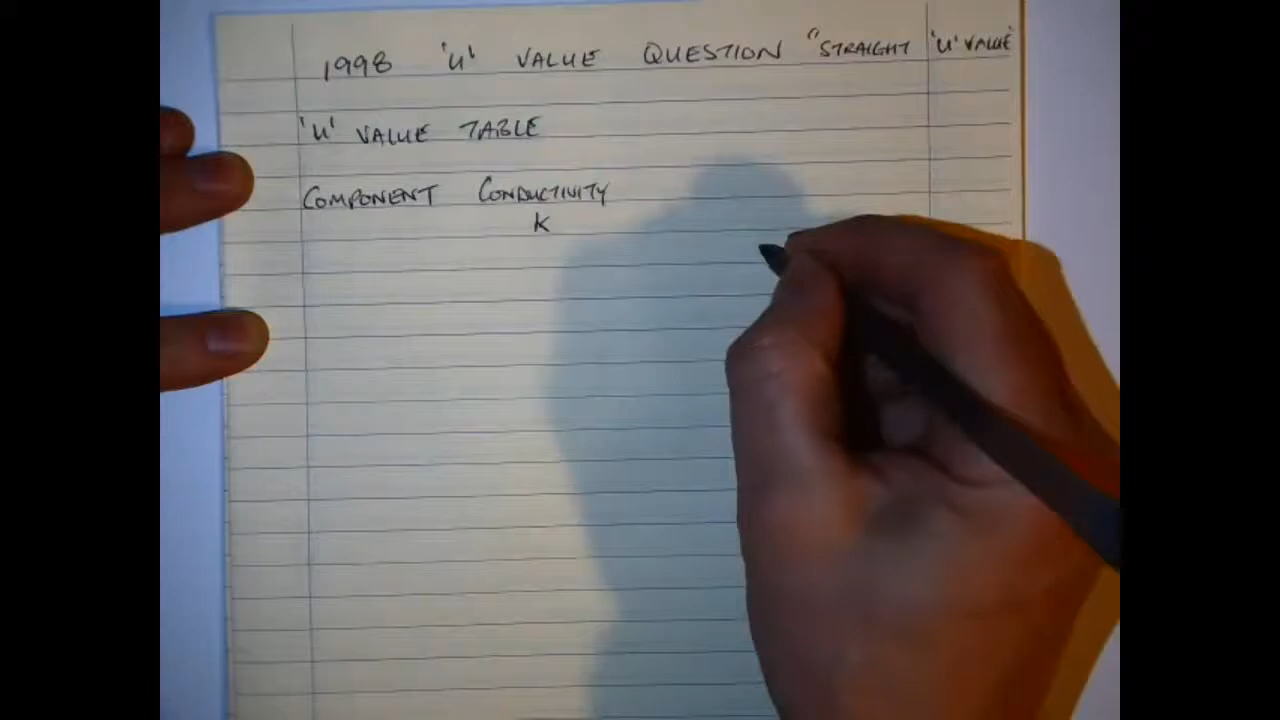 1998 'U' VALUE QUESTION "STRAIGHT 'U' VALUE'
'U' VALUE TABLE
COMPONENT CONDUCTIVITY
K